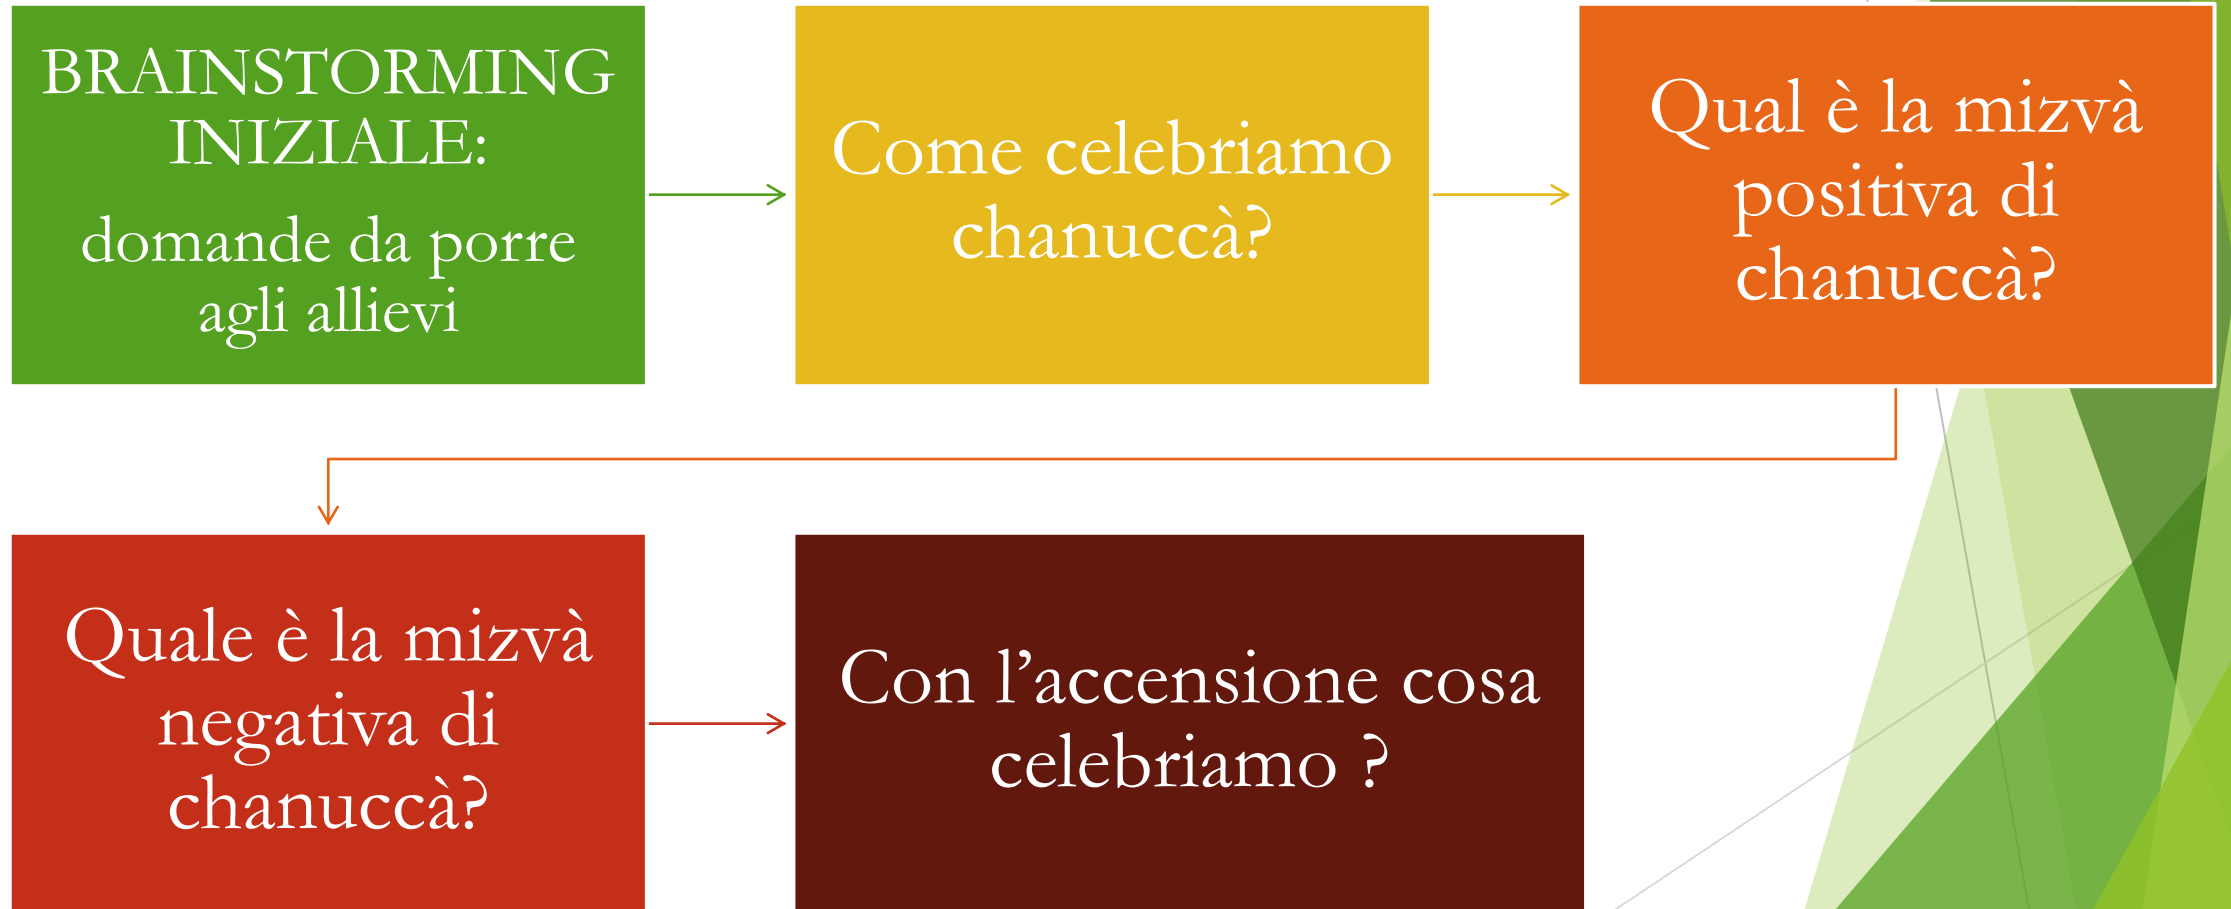 BRAINSTORMING
INIZIALE:
domande da porre
agli allievi
Come celebriamo
chanuccà?
Qual è la mizvà
positiva di
chanuccà?
Quale è la mizvà
negativa di
chanuccà?
Con l’accensione cosa
celebriamo ?